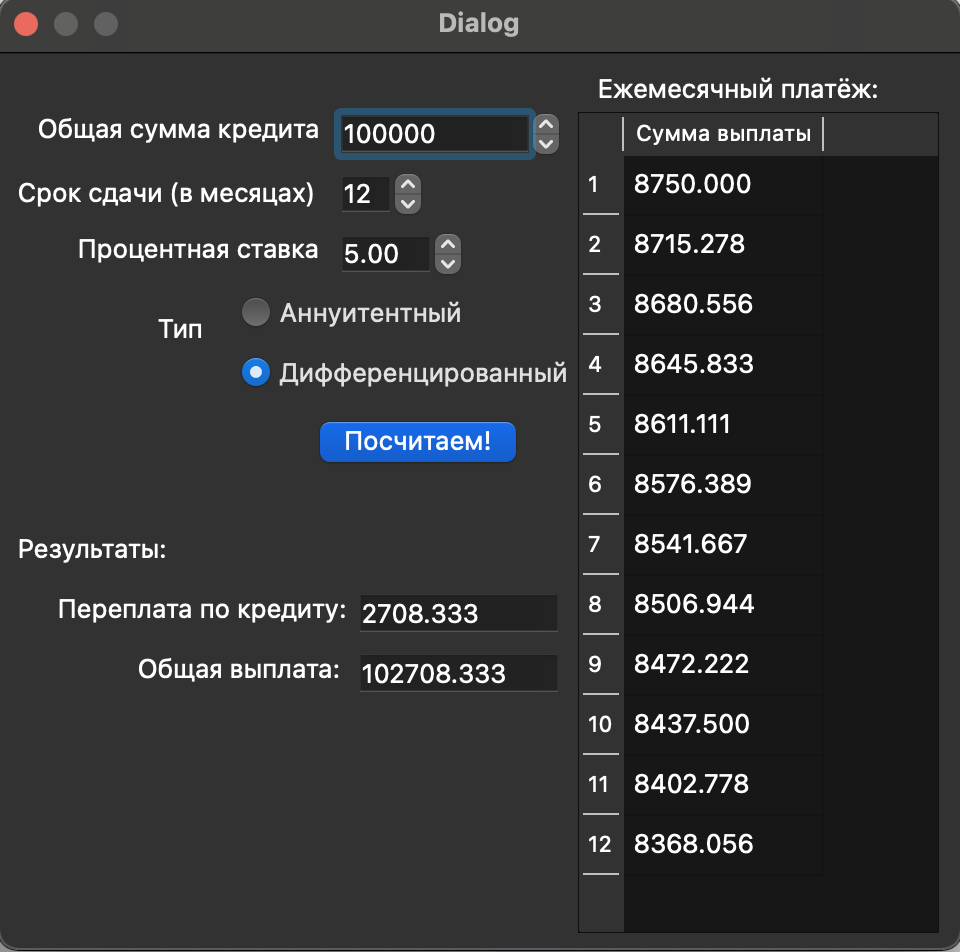 Dialog
Общая сумма кредита 100000
Срок сдачи (в месяцах) 12
Процентная ставка 5.00
Тип
Аннуитентный
Дифференцированный
Посчитаем!
Результаты:
Переплата по кредиту: 2708.333
Общая выплата: 102708.333
Ежемесячный платёж:
Сумма выплаты
1 8750.000
2 8715.278
3 8680.556
4 8645.833
5 8611.111
6 8576.389
7 8541.667
8 8506.944
9 8472.222
10 8437.500
11 8402.778
12 8368.056